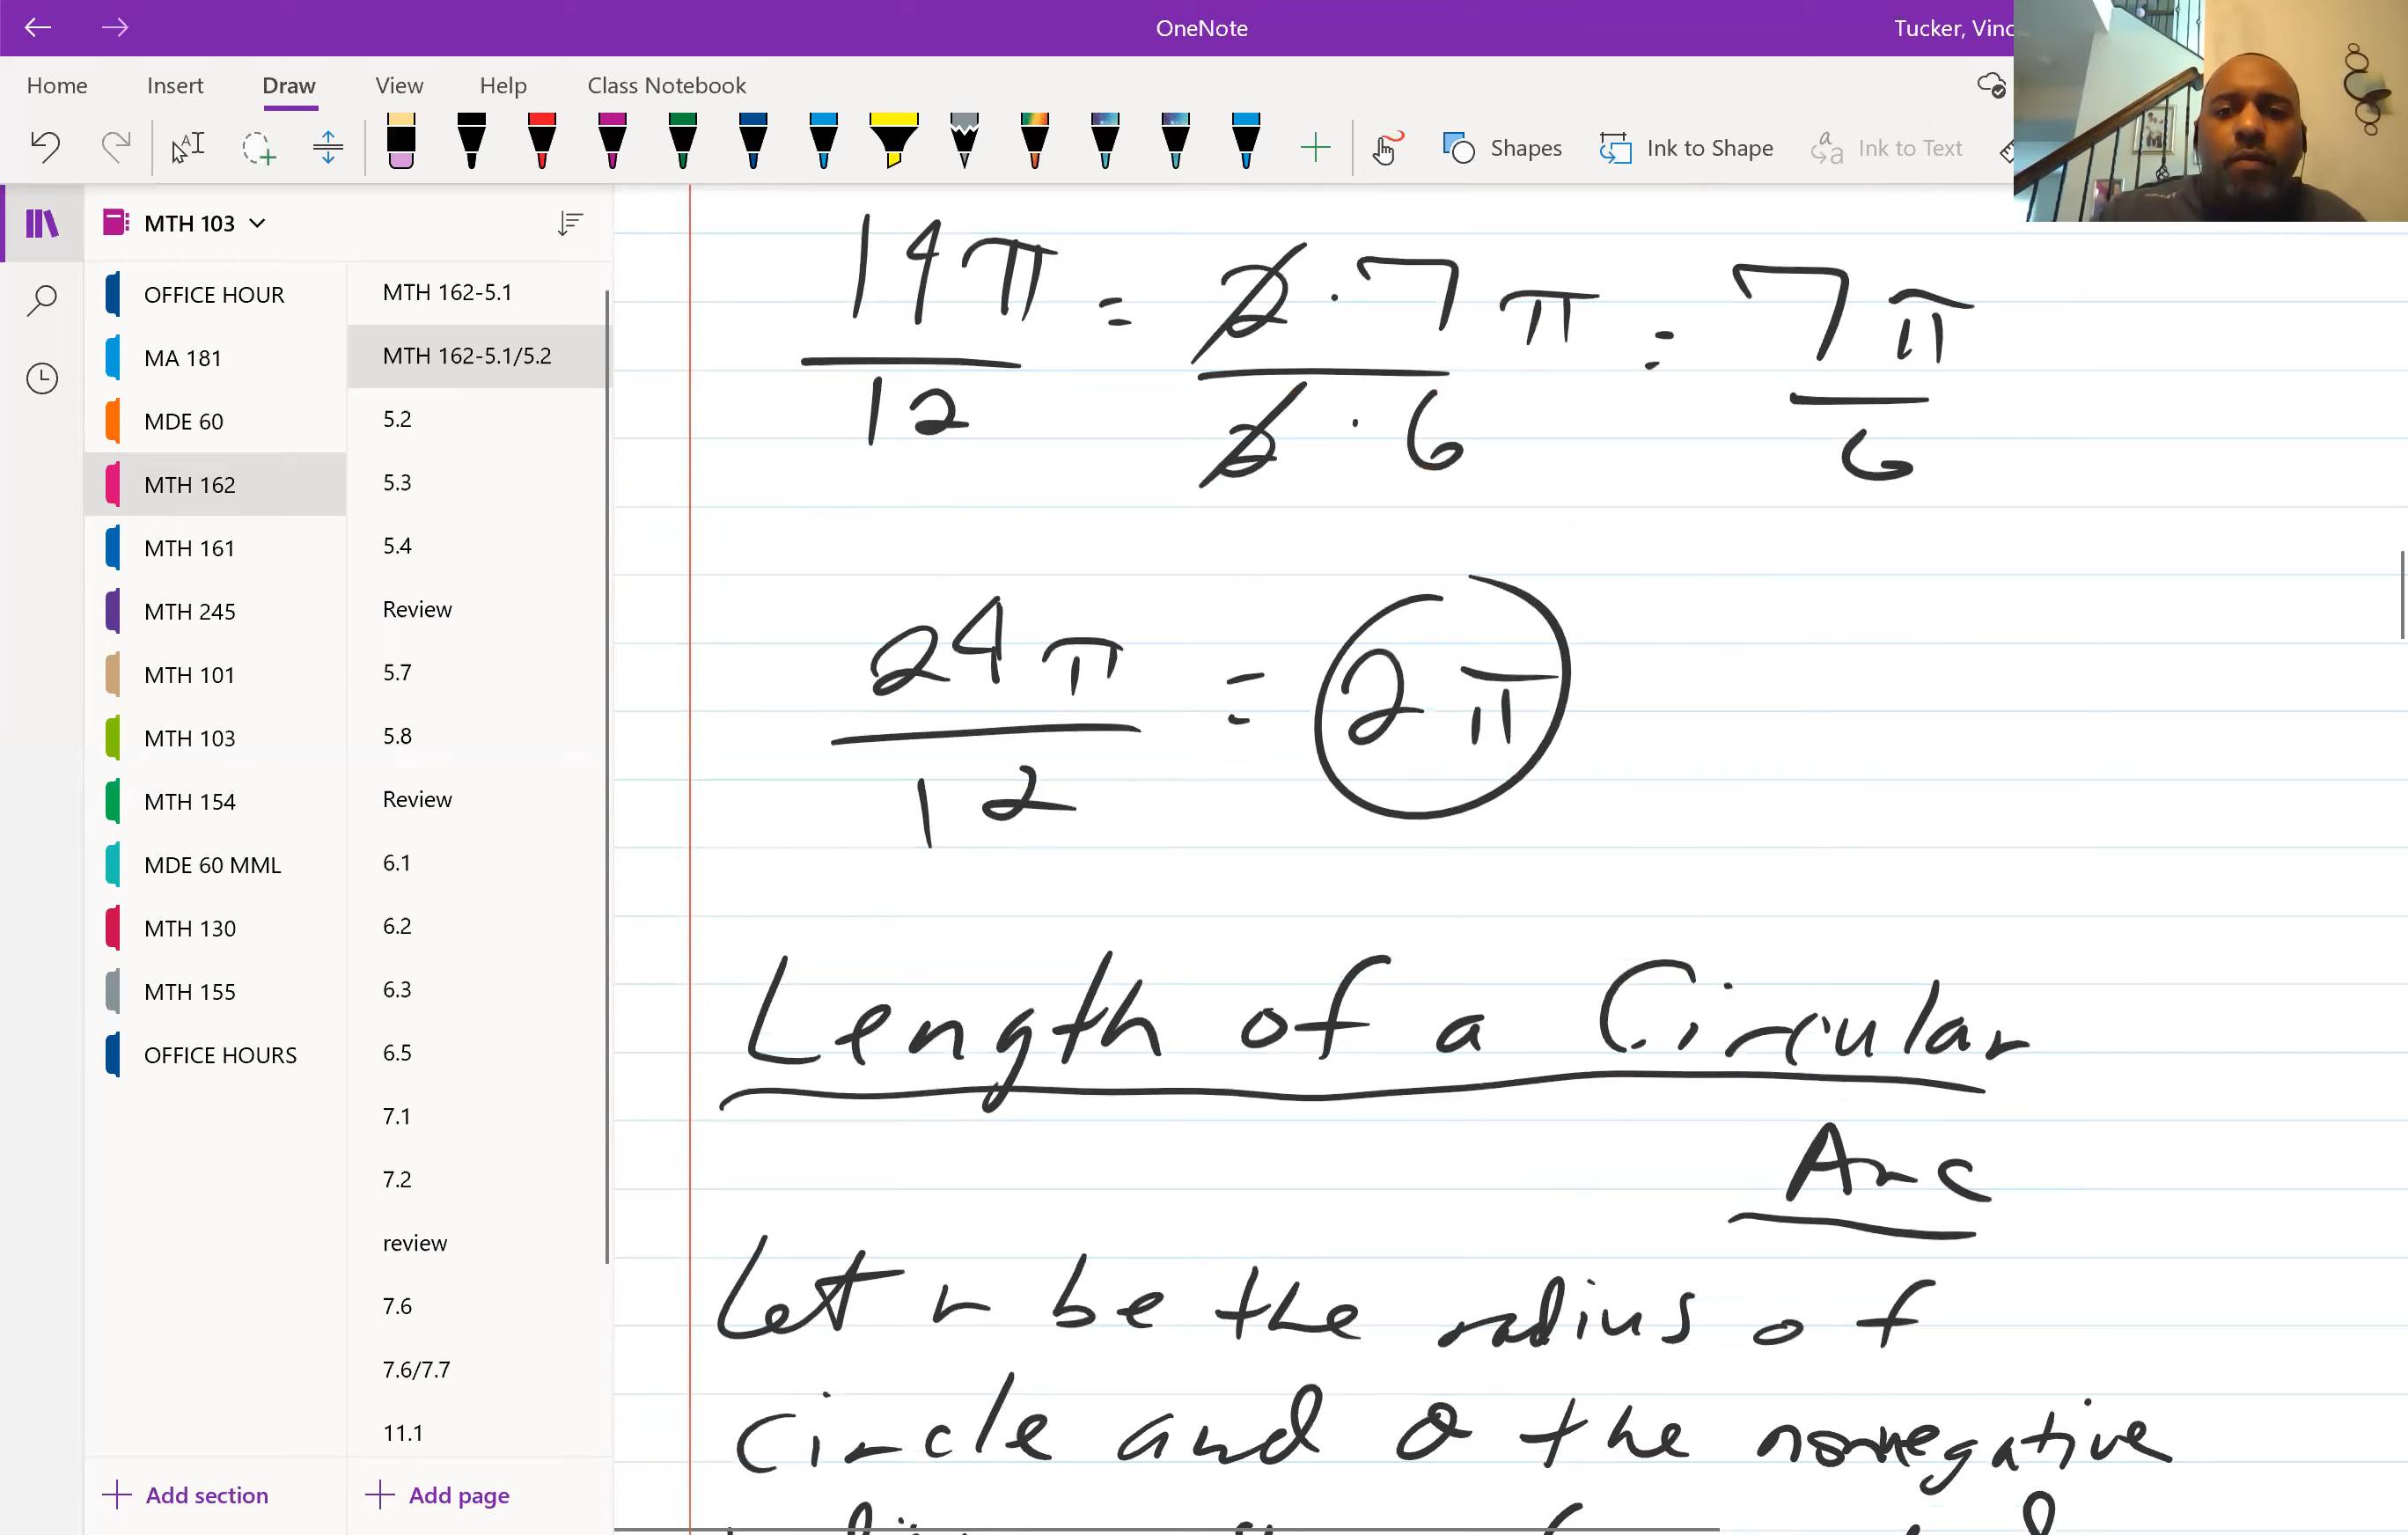 OneNote
Tucker, Vinc
Home Insert Draw View Help Class Notebook
Shapes Ink to Shape Ink to Text
MTH 103
OFFICE HOUR
MA 181
MDE 60
MTH 162
MTH 161
MTH 245
MTH 101
MTH 103
MTH 154
MDE 60 MML
MTH 130
MTH 155
OFFICE HOURS
Add section
MTH 162-5.1
MTH 162-5.1/5.2
5.2
5.3
5.4
Review
5.7
5.8
Review
6.1
6.2
6.3
6.5
7.1
7.2
review
7.6
7.6/7.7
11.1
Add page
14π/12 = 2·7π/2·6 = 7π/6
24π/12 = 2π
Length of a Circular
Arc
Let r be the radius of
circle and θ the nonnegative